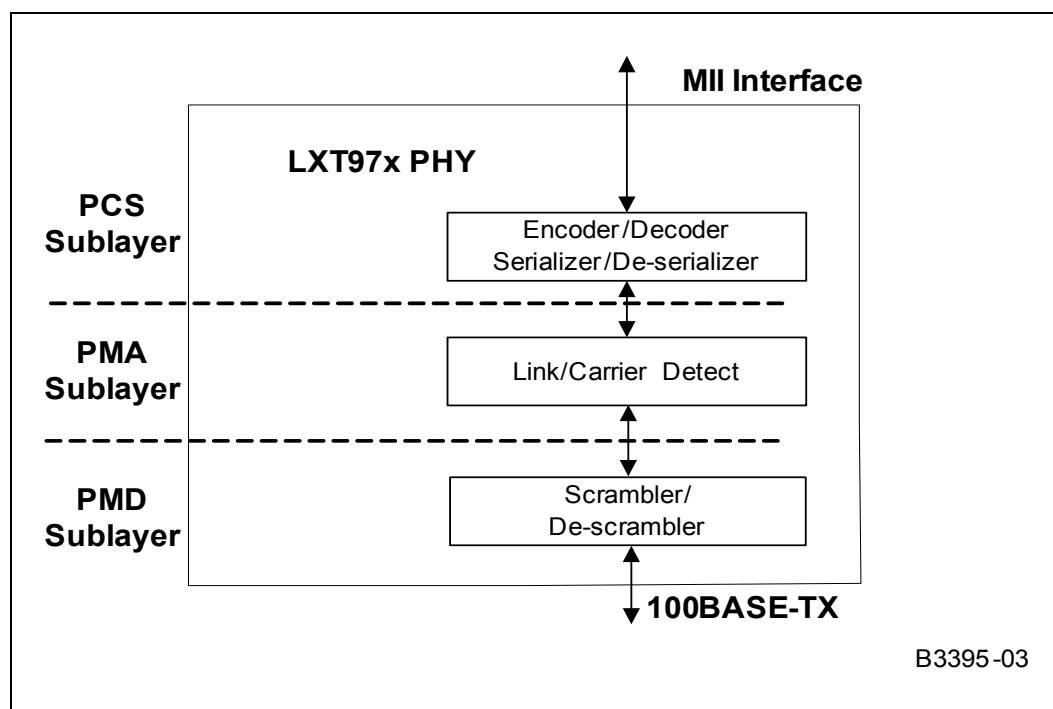 MII Interface
LXT97x PHY
PCS
Sublayer
Encoder/Decoder
Serializer/De-serializer
PMA
Sublayer
Link/Carrier Detect
PMD
Sublayer
Scrambler/
De-scrambler
100BASE-TX
B3395-03